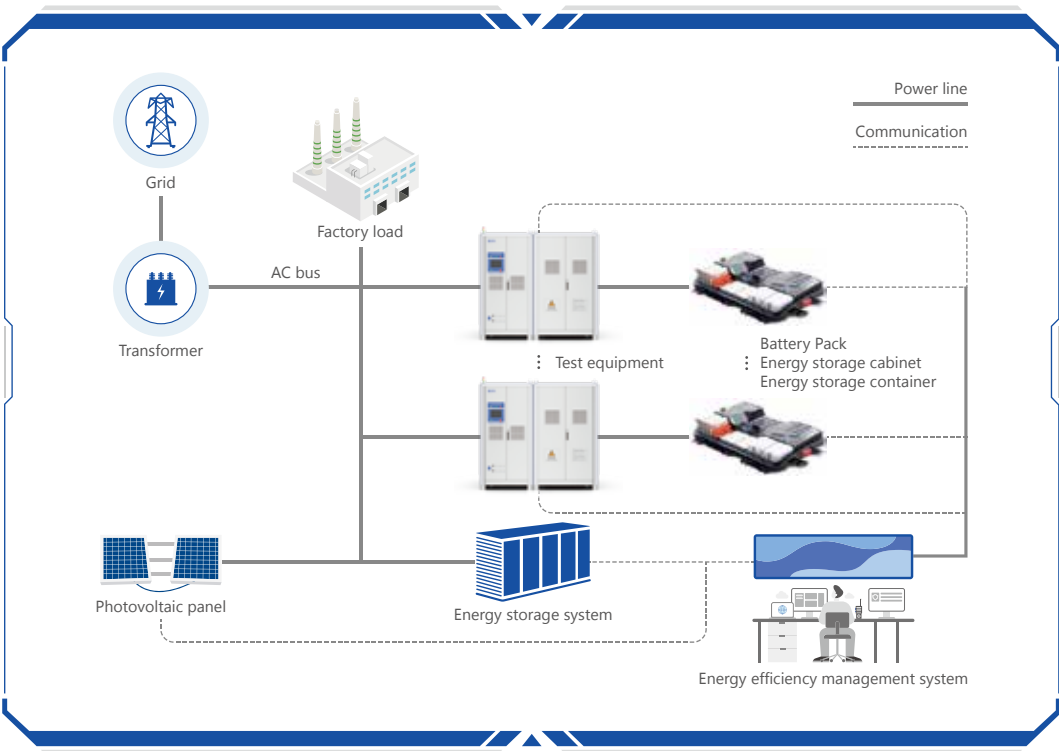 Power line
Communication
Grid
Factory load
AC bus
Transformer
Test equipment
Battery Pack
Energy storage cabinet
Energy storage container
Photovoltaic panel
Energy storage system
Energy efficiency management system